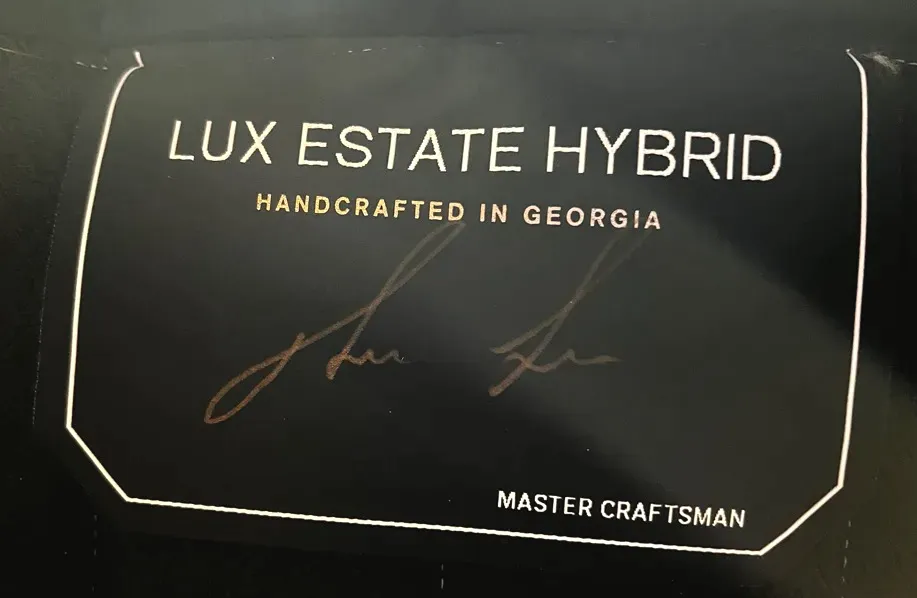 LUX ESTATE HYBRID
HANDCRAFTED IN GEORGIA
MASTER CRAFTSMAN